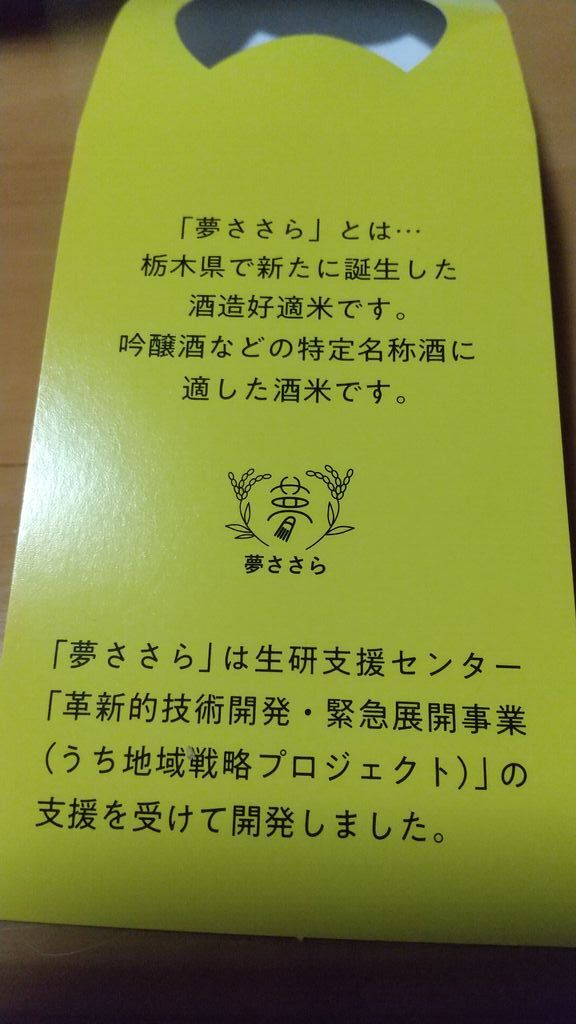 「夢ささら」とは…
栃木県で新たに誕生した
酒造好適米です。
吟醸酒などの特定名称酒に
適した酒米です。
夢
夢ささら
「夢ささら」は生研支援センター
「革新的技術開発・緊急展開事業
(うち地域戦略プロジェクト)」の
支援を受けて開発しました。